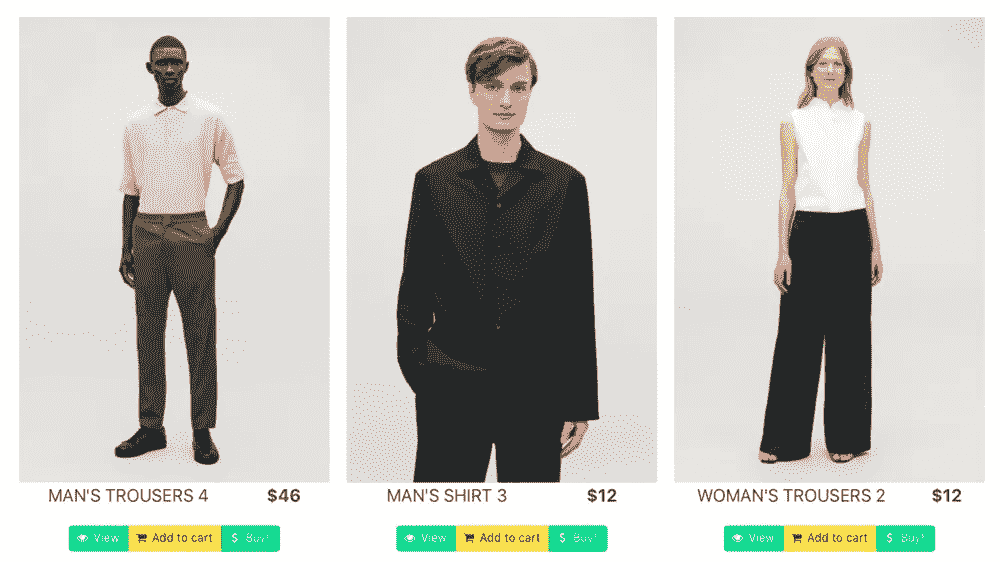 MAN'S TROUSERS 4 $46
MAN'S SHIRT 3 $12
WOMAN'S TROUSERS 2 $12
View Add to cart $ Buy!
View Add to cart $ Buy!
View Add to cart $ Buy!